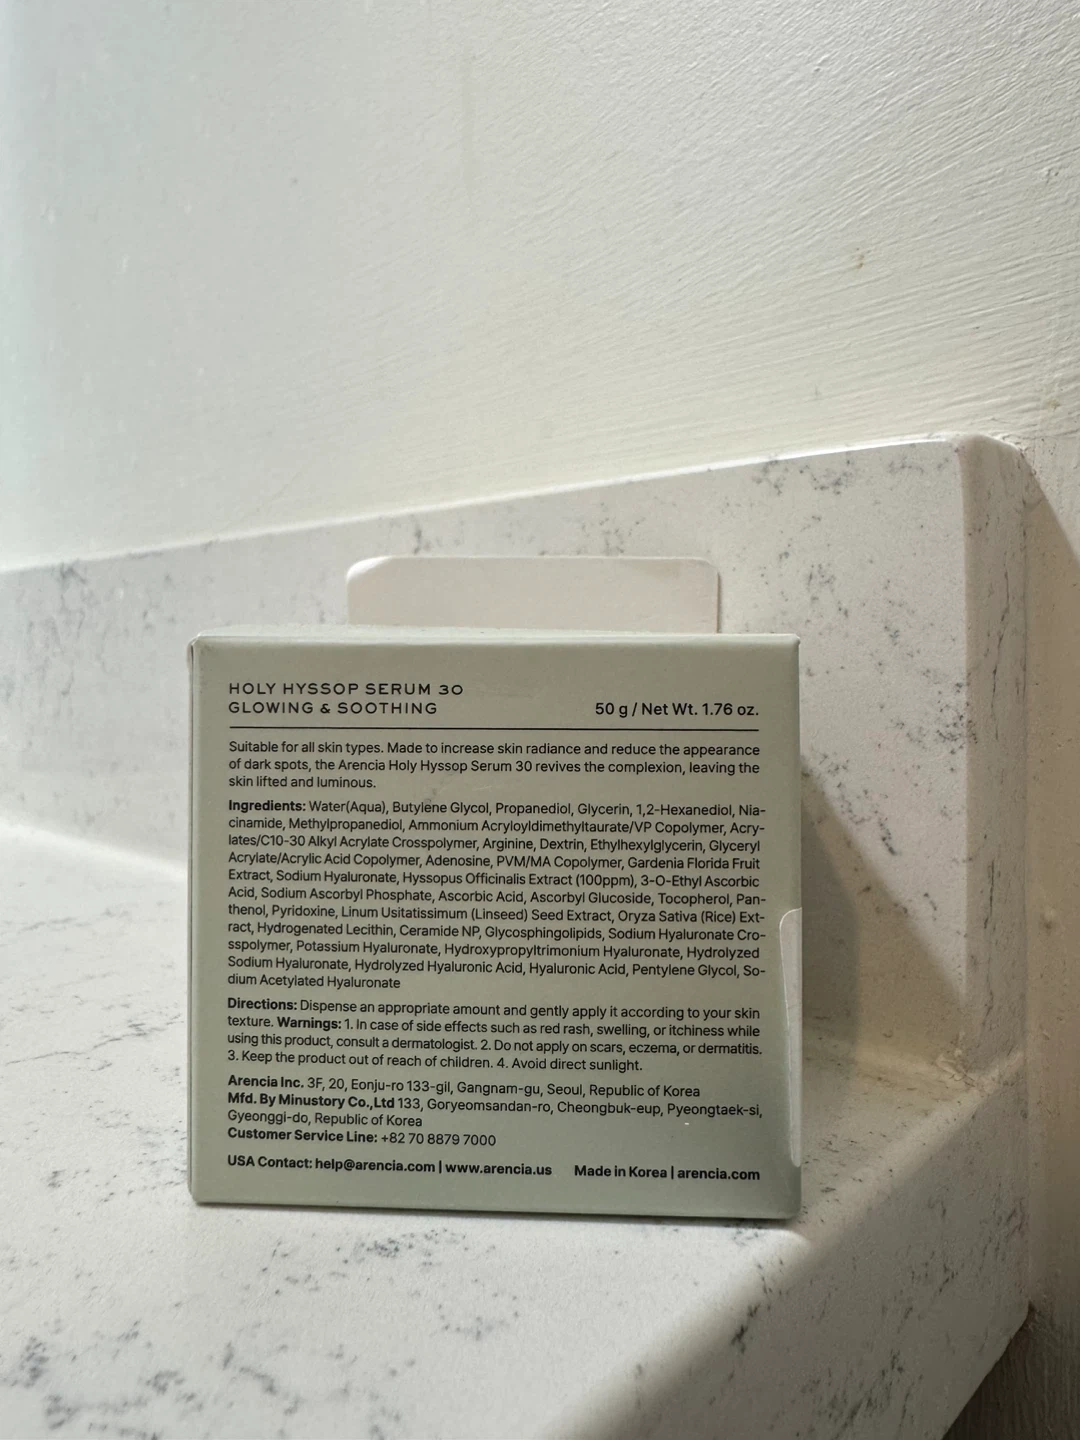 HOLY HYSSOP SERUM 30
GLOWING & SOOTHING
50 g / Net Wt. 1.76 oz.
Suitable for all skin types. Made to increase skin radiance and reduce the appearance
of dark spots, the Arencia Holy Hyssop Serum 30 revives the complexion, leaving the
skin lifted and luminous.
Ingredients: Water(Aqua), Butylene Glycol, Propanediol, Glycerin, 1,2-Hexanediol, Nia-
cinamide, Methylpropanediol, Ammonium Acryloyldimethyltaurate/VP Copolymer, Acry-
lates/C10-30 Alkyl Acrylate Crosspolymer, Arginine, Dextrin, Ethylhexylglycerin, Glyceryl
Acrylate/Acrylic Acid Copolymer, Adenosine, PVM/MA Copolymer, Gardenia Florida Fruit
Extract, Sodium Hyaluronate, Hyssopus Officinalis Extract (100ppm), 3-O-Ethyl Ascorbic
Acid, Sodium Ascorbyl Phosphate, Ascorbic Acid, Ascorbyl Glucoside, Tocopherol, Pan-
thenol, Pyridoxine, Linum Usitatissimum (Linseed) Seed Extract, Oryza Sativa (Rice) Ext-
ract, Hydrogenated Lecithin, Ceramide NP, Glycosphingolipids, Sodium Hyaluronate Cro-
sspolymer, Potassium Hyaluronate, Hydroxypropyltrimonium Hyaluronate, Hydrolyzed
Sodium Hyaluronate, Hydrolyzed Hyaluronic Acid, Hyaluronic Acid, Pentylene Glycol, So-
dium Acetylated Hyaluronate
Directions: Dispense an appropriate amount and gently apply it according to your skin
texture. Warnings: 1. In case of side effects such as red rash, swelling, or itchiness while
using this product, consult a dermatologist. 2. Do not apply on scars, eczema, or dermatitis.
3. Keep the product out of reach of children. 4. Avoid direct sunlight.
Arencia Inc. 3F, 20, Eonju-ro 133-gil, Gangnam-gu, Seoul, Republic of Korea
Mfd. By Minustory Co.,Ltd 133, Goryeomsandan-ro, Cheongbuk-eup, Pyeongtaek-si,
Gyeonggi-do, Republic of Korea
Customer Service Line: +82 70 8879 7000
USA Contact: help@arencia.com | www.arencia.us Made in Korea | arencia.com